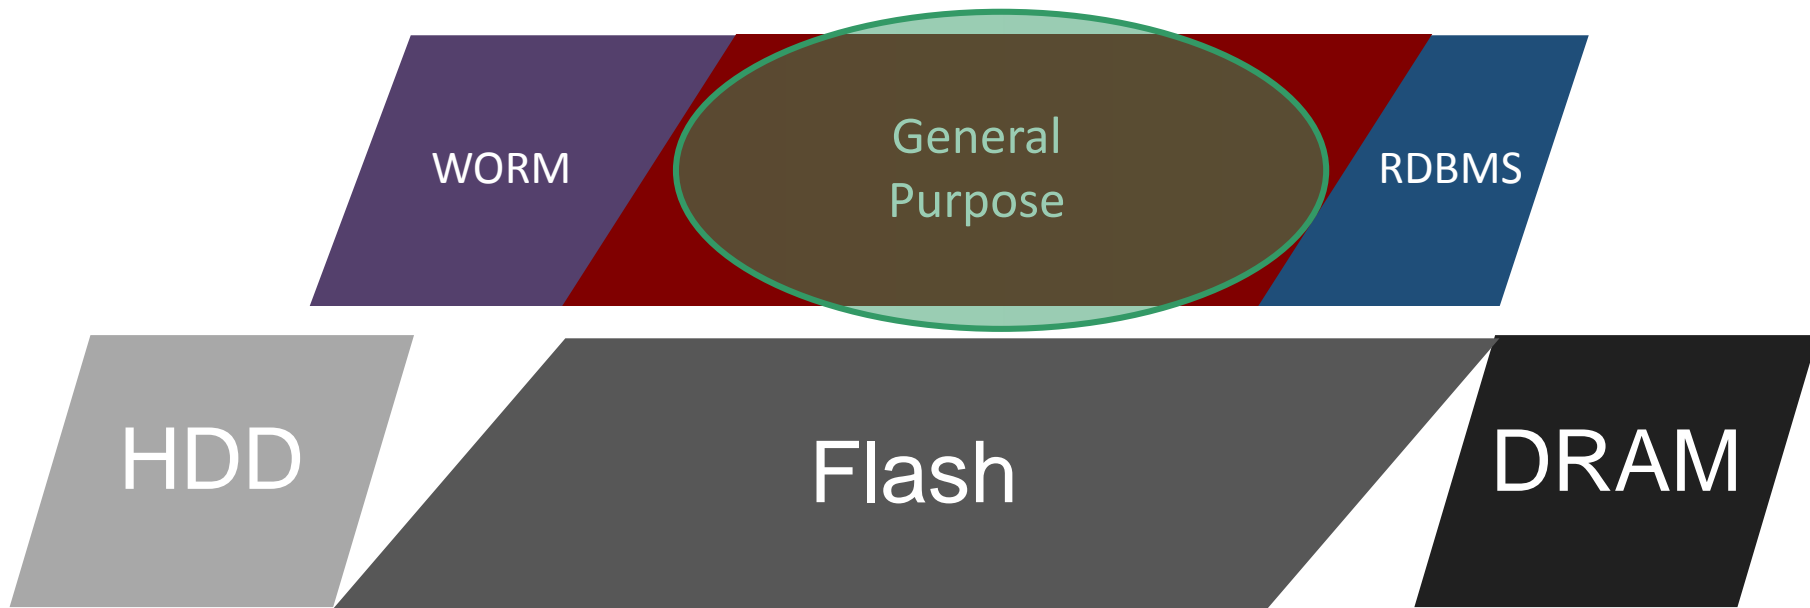 WORM
General
Purpose
RDBMS
HDD
Flash
DRAM